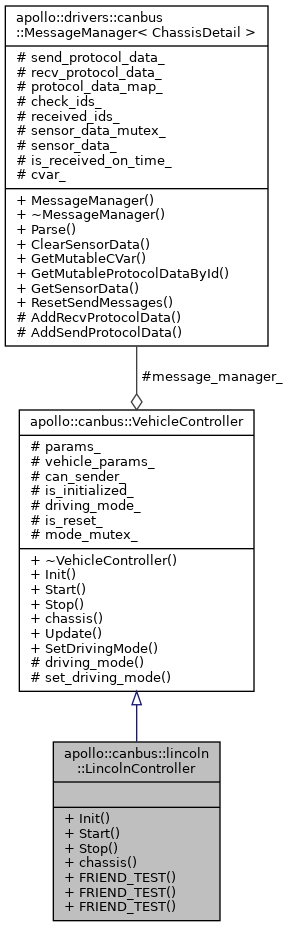 apollo::drivers::canbus
::MessageManager< ChassisDetail >
# send_protocol_data_
# recv_protocol_data_
# protocol_data_map_
# check_ids_
# received_ids_
# sensor_data_mutex_
# sensor_data_
# is_received_on_time_
# cvar_
+ MessageManager()
+ ~MessageManager()
+ Parse()
+ ClearSensorData()
+ GetMutableCVar()
+ GetMutableProtocolDataById()
+ GetSensorData()
+ ResetSendMessages()
# AddRecvProtocolData()
# AddSendProtocolData()
#message_manager_
apollo::canbus::VehicleController
# params_
# vehicle_params_
# can_sender_
# is_initialized_
# driving_mode_
# is_reset_
# mode_mutex_
+ ~VehicleController()
+ Init()
+ Start()
+ Stop()
+ chassis()
+ Update()
+ SetDrivingMode()
# driving_mode()
# set_driving_mode()
apollo::canbus::lincoln
::LincolnController
+ Init()
+ Start()
+ Stop()
+ chassis()
+ FRIEND_TEST()
+ FRIEND_TEST()
+ FRIEND_TEST()